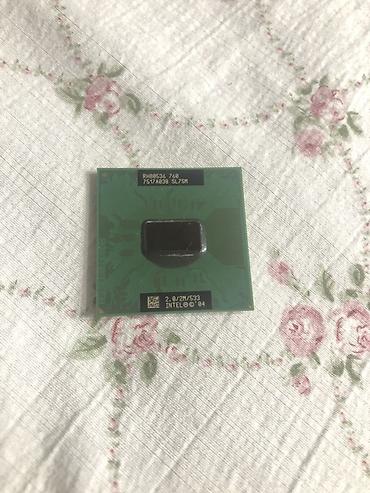 RH80536 760
7517A038 SL7SM
2.0/2M/533
INTEL®©'04